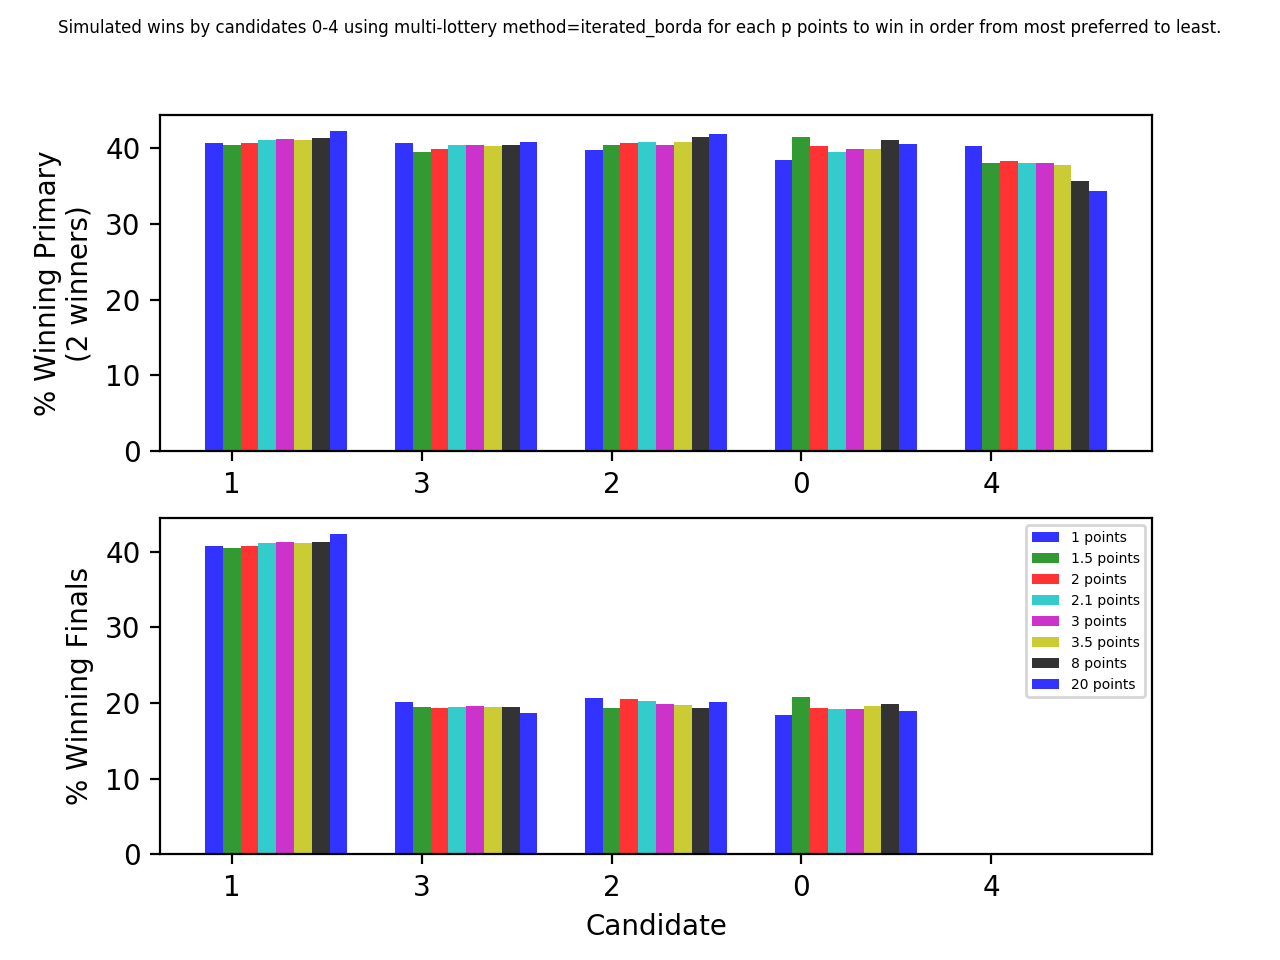 Simulated wins by candidates 0-4 using multi-lottery method=iterated_borda for each p points to win in order from most preferred to least.
% Winning Primary
(2 winners)
40
30
20
10
0
1 3 2 0 4
% Winning Finals
40
30
20
10
0
1 points
1.5 points
2 points
2.1 points
3 points
3.5 points
8 points
20 points
1 3 2 0 4
Candidate